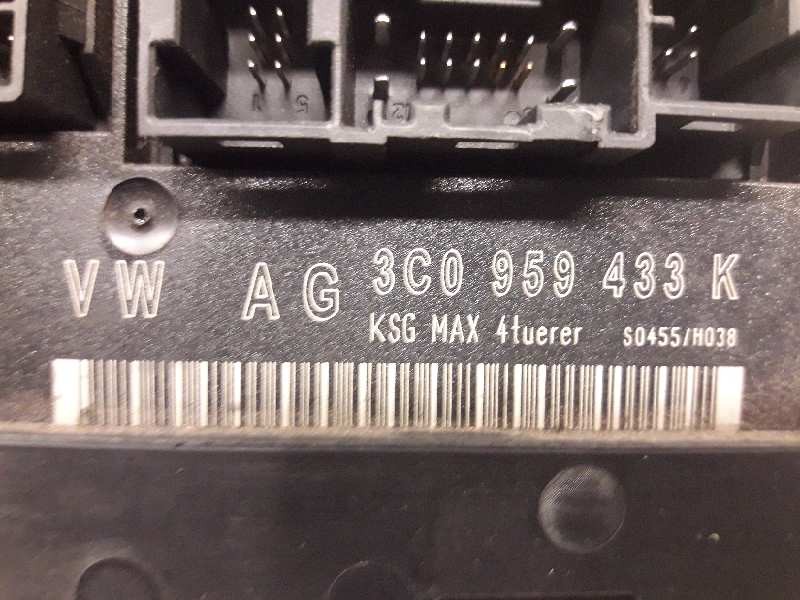 VW AG 3C0 959 433 K
KSG MAX 4tuerer S0455/H038